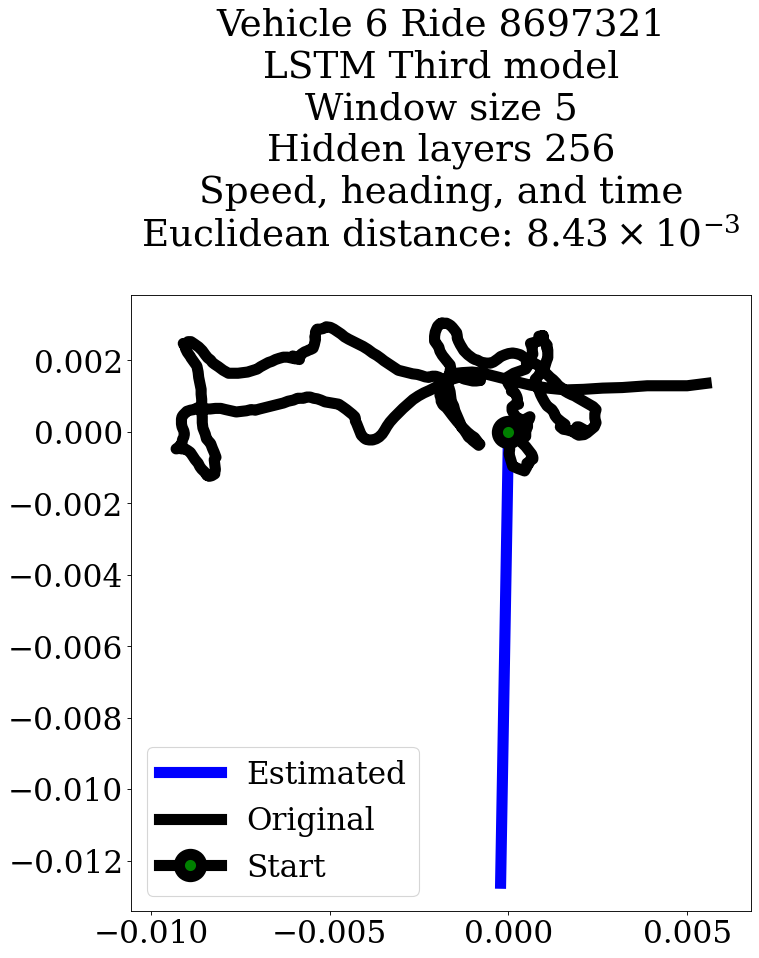 Vehicle 6 Ride 8697321
LSTM Third model
Window size 5
Hidden layers 256
Speed, heading, and time
Euclidean distance: 8.43 × 10⁻³
0.002
0.000
−0.002
−0.004
−0.006
−0.008
−0.010
−0.012
Estimated
Original
Start
−0.010 −0.005 0.000 0.005